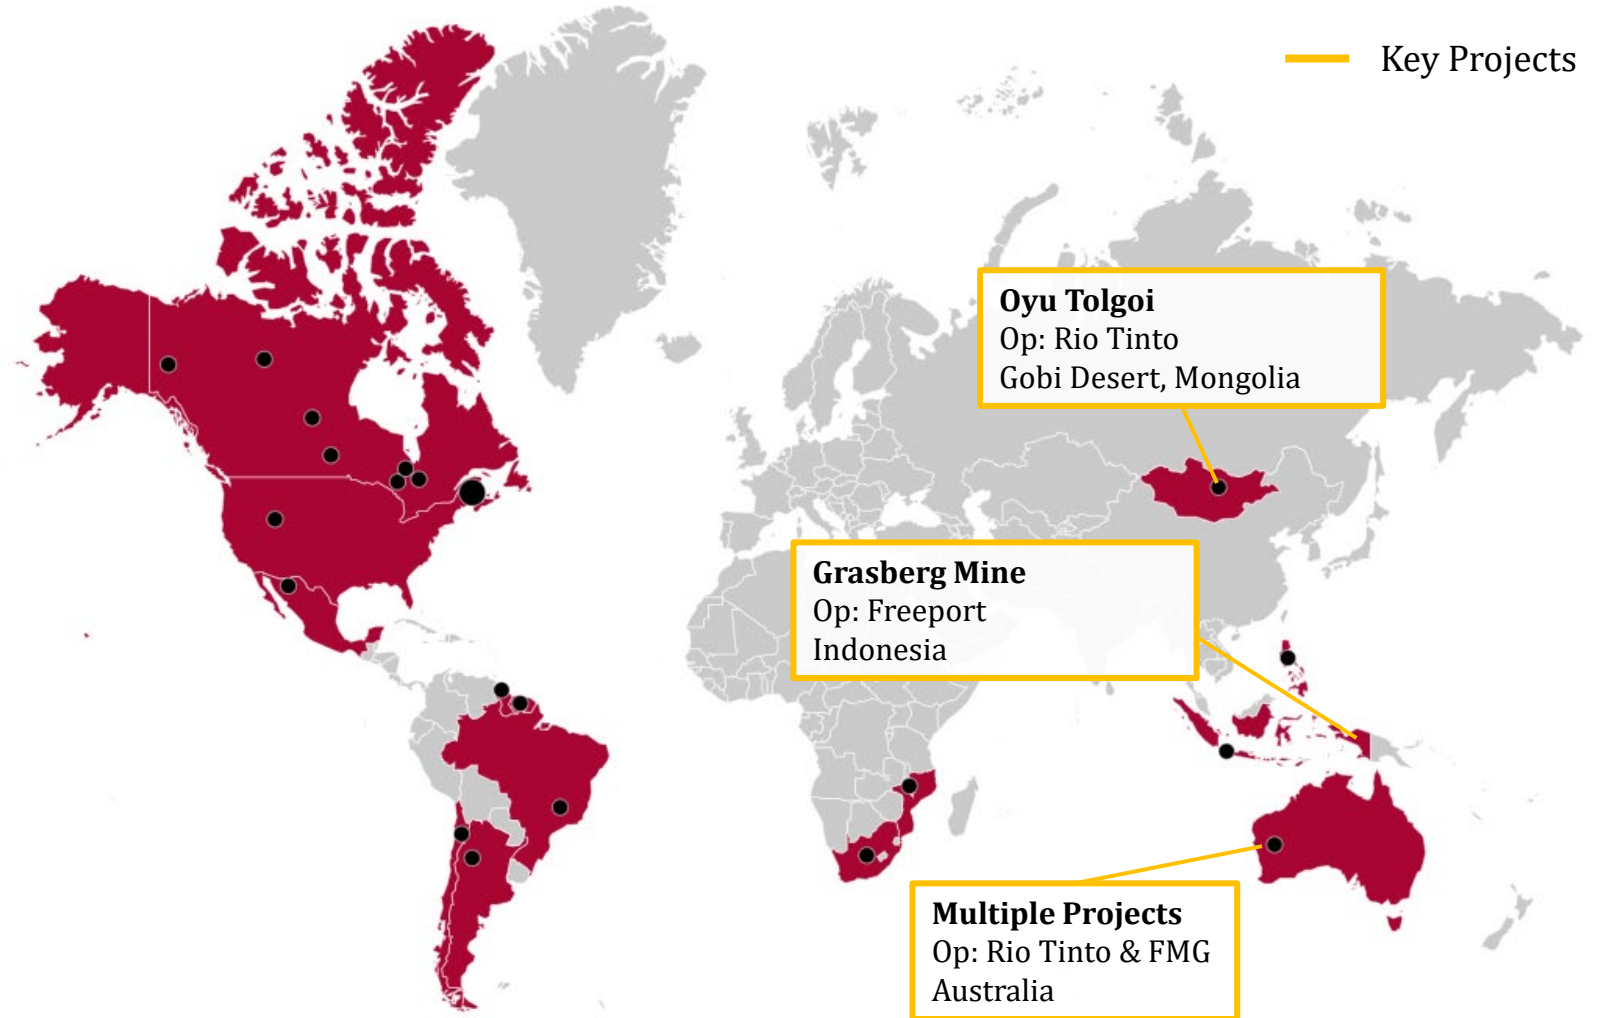 Key Projects
Oyu Tolgoi
Op: Rio Tinto
Gobi Desert, Mongolia
Grasberg Mine
Op: Freeport
Indonesia
Multiple Projects
Op: Rio Tinto & FMG
Australia